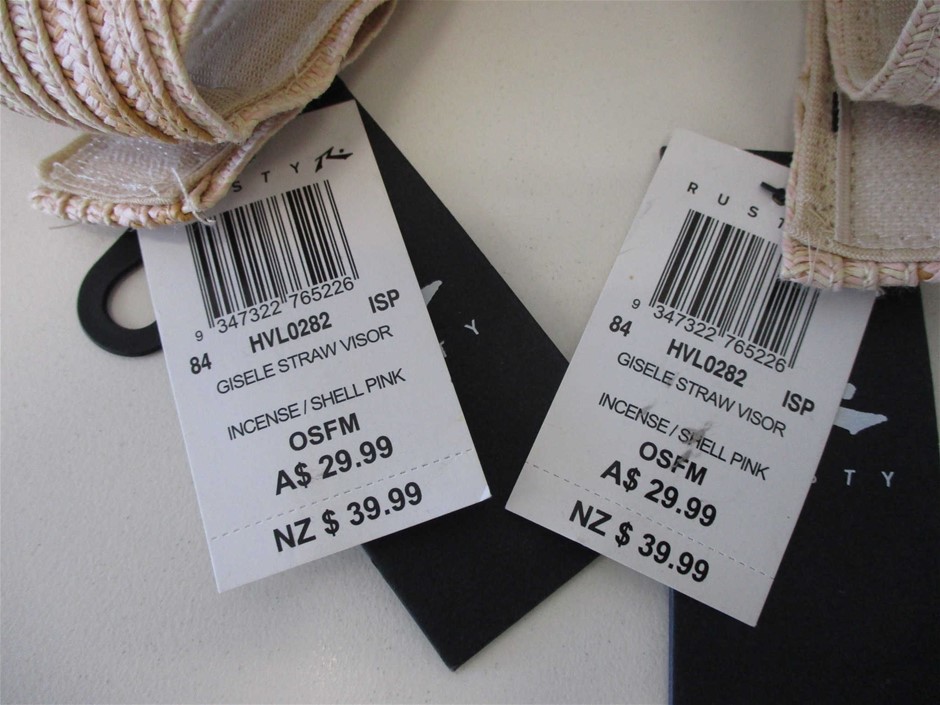 STY
9 347322 765226
84 HVL0282 ISP
GISELE STRAW VISOR
INCENSE / SHELL PINK
OSFM
A$ 29.99
NZ $ 39.99
Y
RUST
9 347322 765226
84 HVL0282 ISP
GISELE STRAW VISOR
INCENSE / SHELL PINK
OSFM
A$ 29.99
NZ $ 39.99
STY